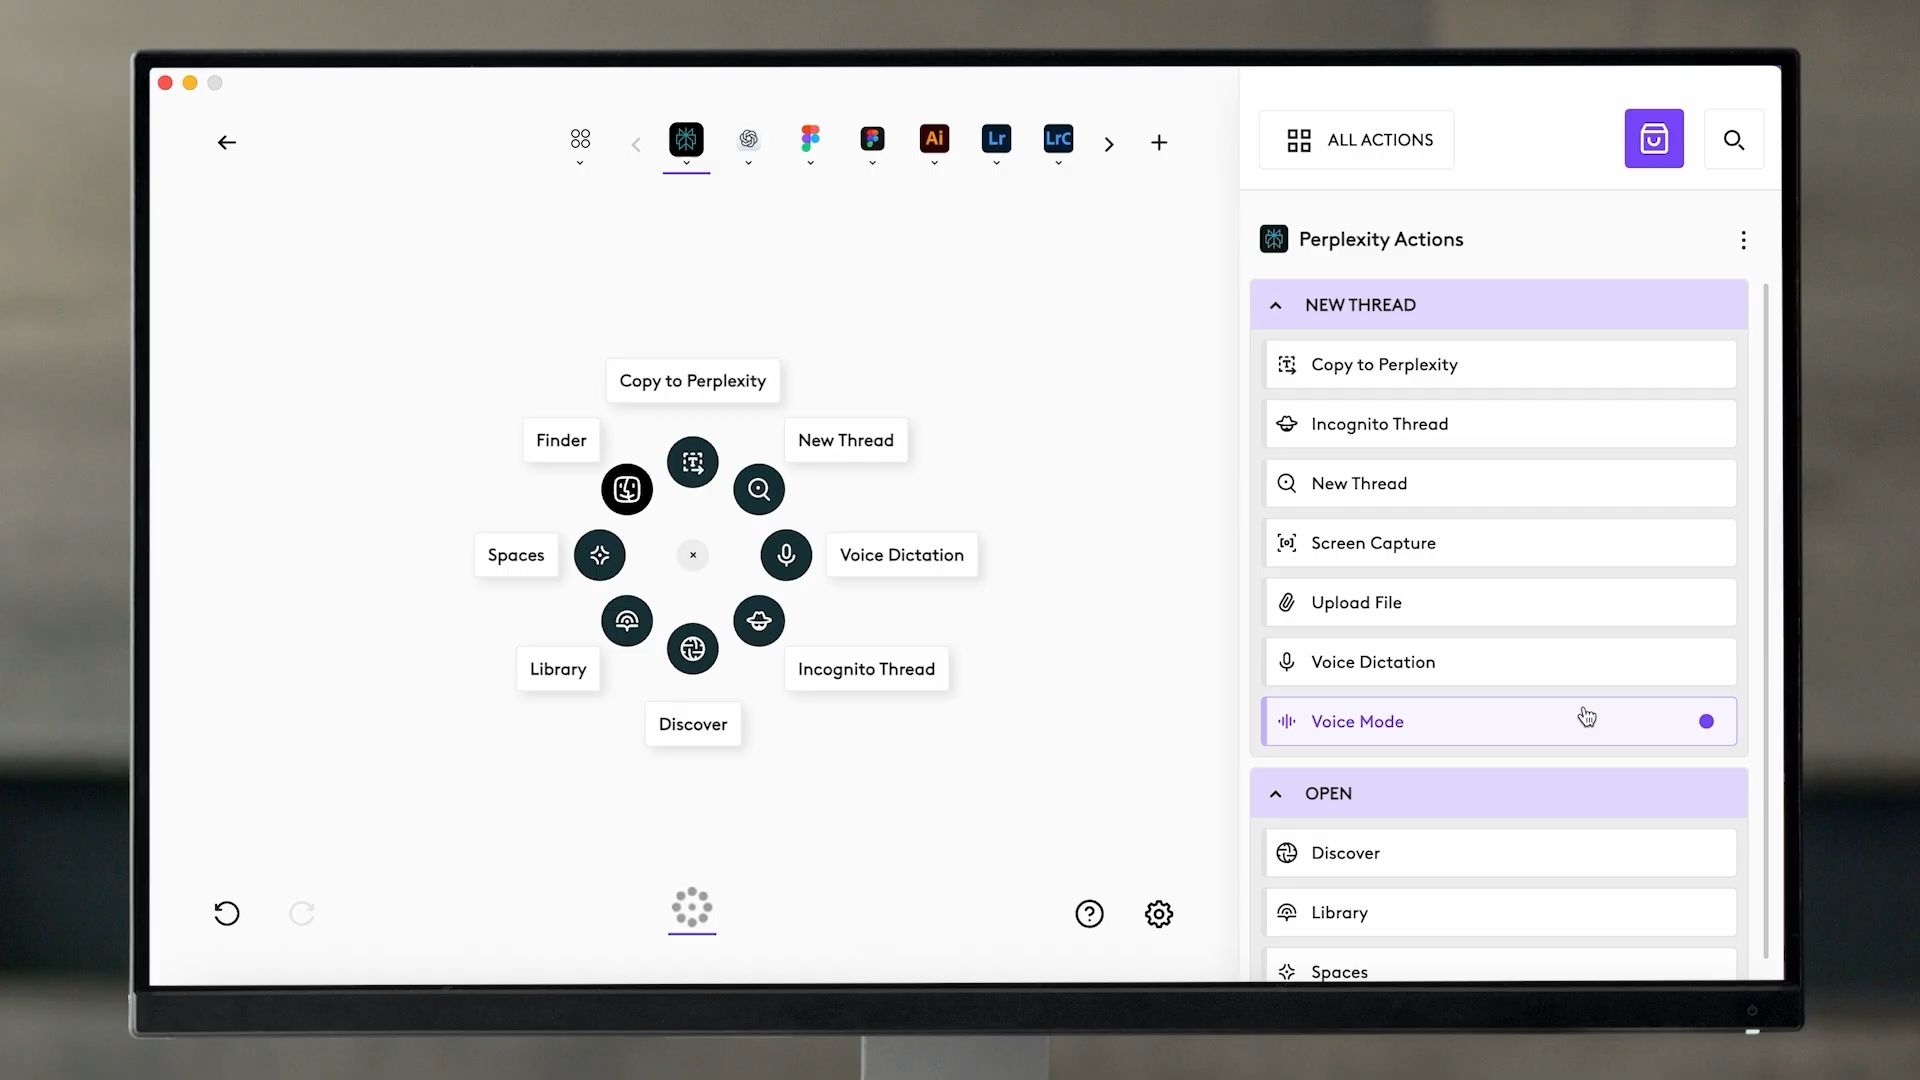 Ai
Lr
LrC
ALL ACTIONS
Perplexity Actions
NEW THREAD
Copy to Perplexity
Incognito Thread
New Thread
Screen Capture
Upload File
Voice Dictation
Voice Mode
OPEN
Discover
Library
Spaces
Copy to Perplexity
Finder
New Thread
Spaces
Voice Dictation
Library
Incognito Thread
Discover